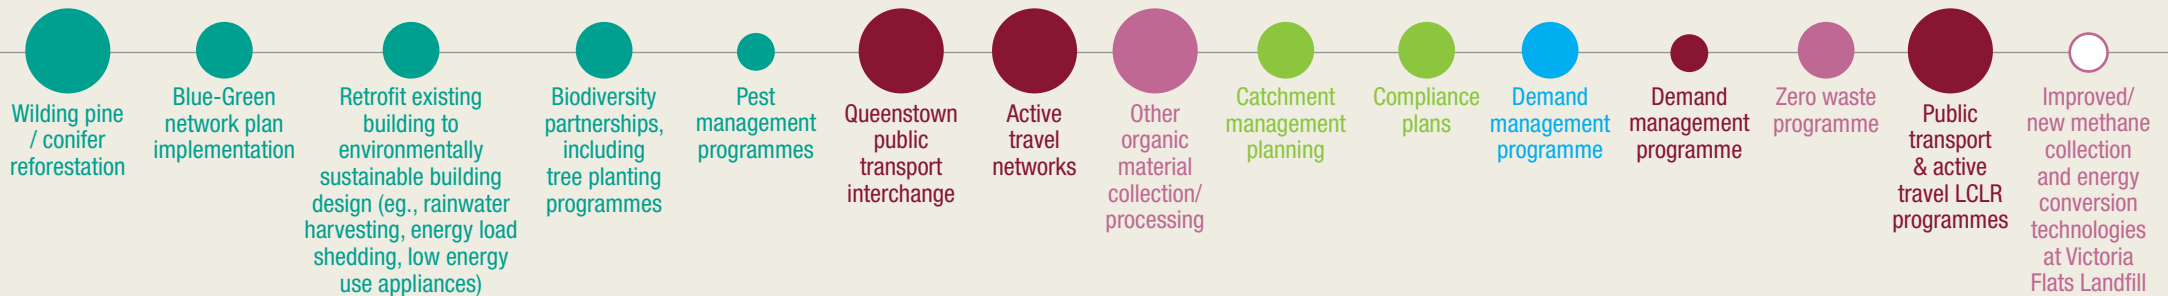 Wilding pine
/ conifer
reforestation
Blue-Green
network plan
implementation
Retrofit existing
building to
environmentally
sustainable building
design (eg., rainwater
harvesting, energy load
shedding, low energy
use appliances)
Biodiversity
partnerships,
including
tree planting
programmes
Pest
management
programmes
Queenstown
public
transport
interchange
Active
travel
networks
Other
organic
material
collection/
processing
Catchment
management
planning
Compliance
plans
Demand
management
programme
Demand
management
programme
Zero waste
programme
Public
transport
& active
travel LCLR
programmes
Improved/
new methane
collection
and energy
conversion
technologies
at Victoria
Flats Landfill